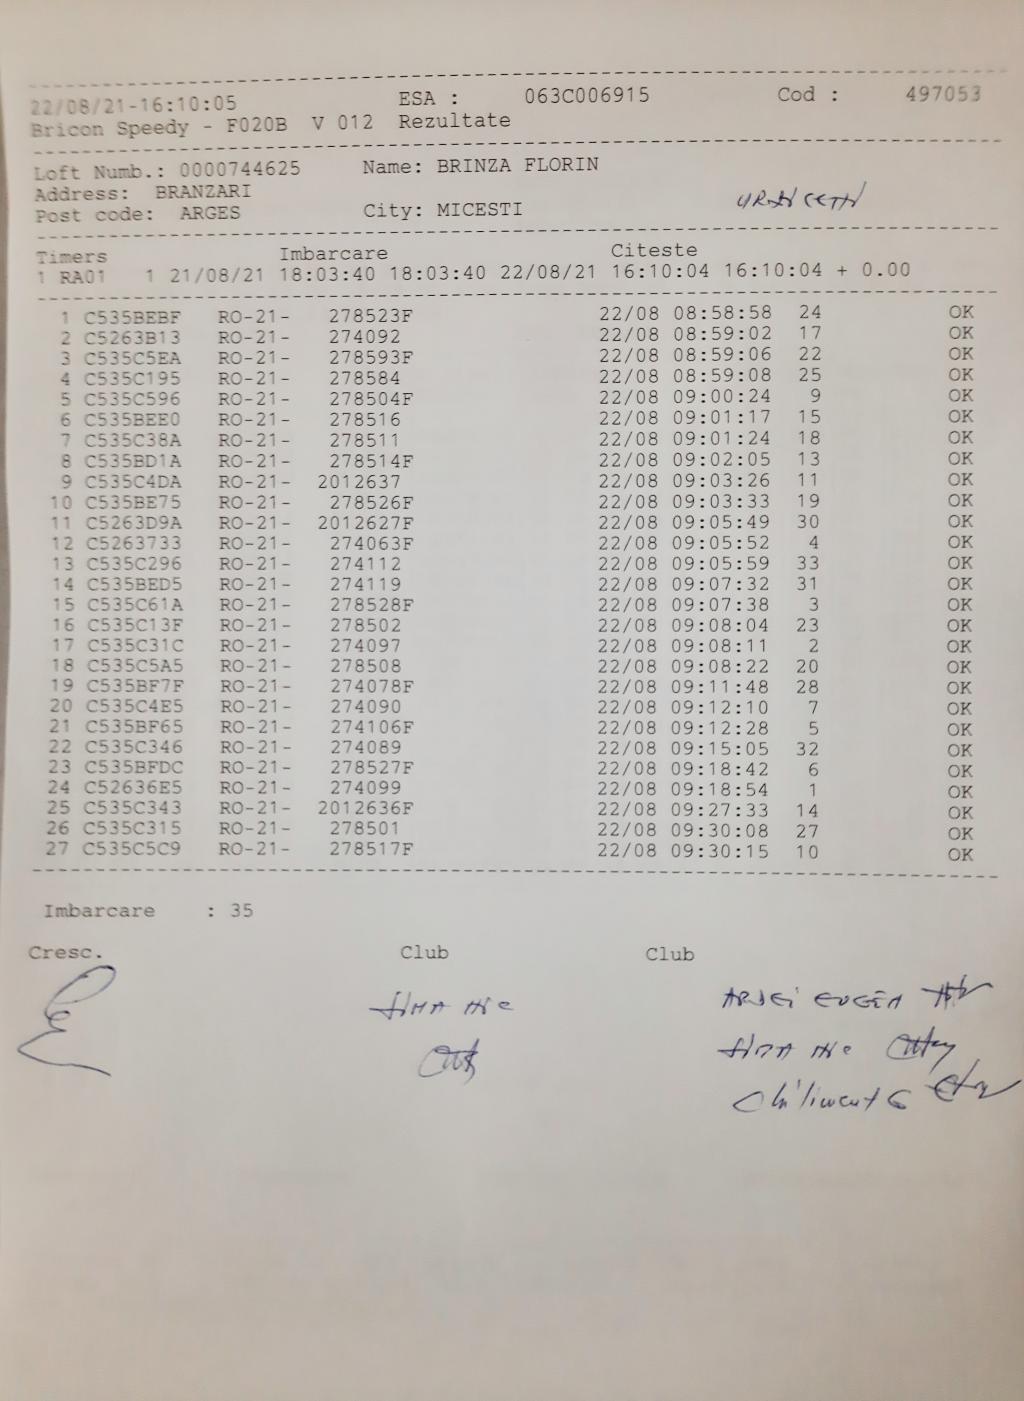 22/08/21-16:10:05 ESA : 063C006915 Cod : 497053
Bricon Speedy - F020B V 012 Rezultate
Loft Numb.: 0000744625 Name: BRINZA FLORIN
Address: BRANZARI
Post code: ARGES City: MICESTI
Timers Imbarcare Citeste
1 RA01 1 21/08/21 18:03:40 18:03:40 22/08/21 16:10:04 16:10:04 + 0.00
1 C535BEBF RO-21- 278523F 22/08 08:58:58 24 OK
2 C5263B13 RO-21- 274092 22/08 08:59:02 17 OK
3 C535C5EA RO-21- 278593F 22/08 08:59:06 22 OK
4 C535C195 RO-21- 278584 22/08 08:59:08 25 OK
5 C535C596 RO-21- 278504F 22/08 09:00:24 9 OK
6 C535BEE0 RO-21- 278516 22/08 09:01:17 15 OK
7 C535C38A RO-21- 278511 22/08 09:01:24 18 OK
8 C535BD1A RO-21- 278514F 22/08 09:02:05 13 OK
9 C535C4DA RO-21- 2012637 22/08 09:03:26 11 OK
10 C535BE75 RO-21- 278526F 22/08 09:03:33 19 OK
11 C5263D9A RO-21- 2012627F 22/08 09:05:49 30 OK
12 C5263733 RO-21- 274063F 22/08 09:05:52 4 OK
13 C535C296 RO-21- 274112 22/08 09:05:59 33 OK
14 C535BED5 RO-21- 274119 22/08 09:07:32 31 OK
15 C535C61A RO-21- 278528F 22/08 09:07:38 3 OK
16 C535C13F RO-21- 278502 22/08 09:08:04 23 OK
17 C535C31C RO-21- 274097 22/08 09:08:11 2 OK
18 C535C5A5 RO-21- 278508 22/08 09:08:22 20 OK
19 C535BF7F RO-21- 274078F 22/08 09:11:48 28 OK
20 C535C4E5 RO-21- 274090 22/08 09:12:10 7 OK
21 C535BF65 RO-21- 274106F 22/08 09:12:28 5 OK
22 C535C346 RO-21- 274089 22/08 09:15:05 32 OK
23 C535BFDC RO-21- 278527F 22/08 09:18:42 6 OK
24 C52636E5 RO-21- 274099 22/08 09:18:54 1 OK
25 C535C343 RO-21- 2012636F 22/08 09:27:33 14 OK
26 C535C315 RO-21- 278501 22/08 09:30:08 27 OK
27 C535C5C9 RO-21- 278517F 22/08 09:30:15 10 OK
Imbarcare : 35
Cresc. Club Club